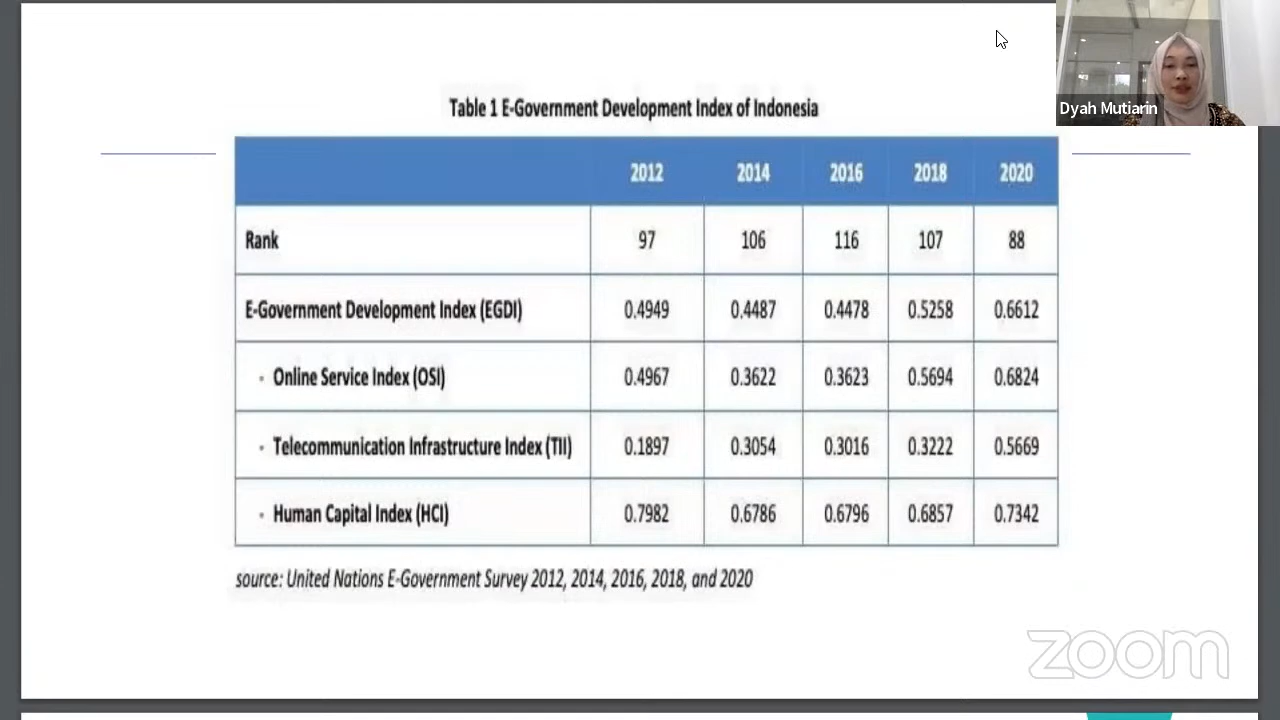 Dyah Mutiarin
Table 1 E-Government Development Index of Indonesia
2012 2014 2016 2018 2020
Rank 97 106 116 107 88
E-Government Development Index (EGDI) 0.4949 0.4487 0.4478 0.5258 0.6612
- Online Service Index (OSI) 0.4967 0.3622 0.3623 0.5694 0.6824
- Telecommunication Infrastructure Index (TII) 0.1897 0.3054 0.3016 0.3222 0.5669
- Human Capital Index (HCI) 0.7982 0.6786 0.6796 0.6857 0.7342
source: United Nations E-Government Survey 2012, 2014, 2016, 2018, and 2020
zoom